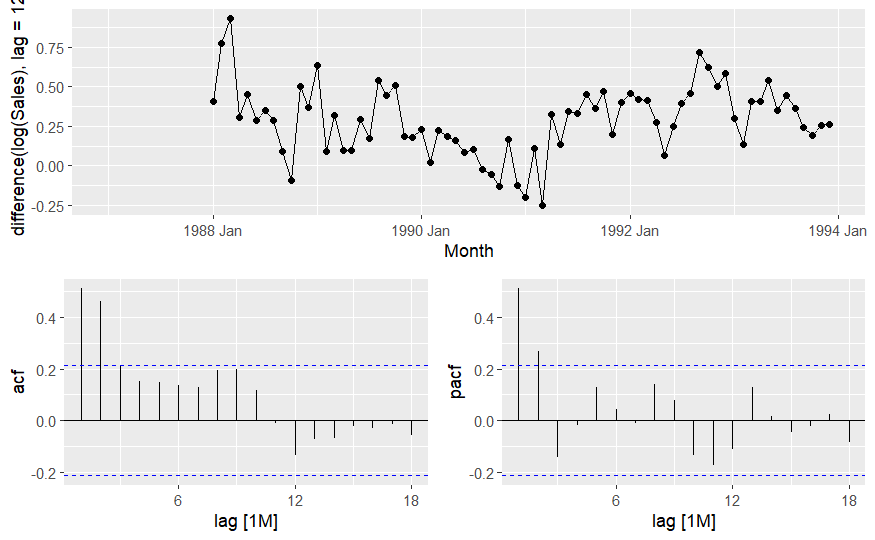 difference(log(Sales), lag = 12
0.75
0.50
0.25
0.00
-0.25
1988 Jan 1990 Jan 1992 Jan 1994 Jan
Month
acf
0.4
0.2
0.0
-0.2
6 12 18
lag [1M]
pacf
0.4
0.2
0.0
-0.2
6 12 18
lag [1M]